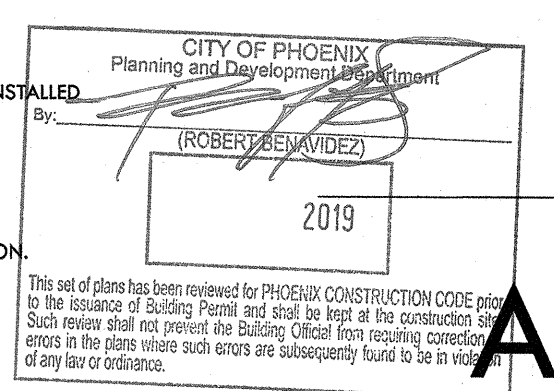 CITY OF PHOENIX
Planning and Development Department
NSTALLED
By:
(ROBERT BENAVIDEZ)
2019
ON.
This set of plans has been reviewed for PHOENIX CONSTRUCTION CODE prior
to the issuance of Building Permit and shall be kept at the construction site
Such review shall not prevent the Building Official from requiring correction
errors in the plans where such errors are subsequently found to be in violation
of any law or ordinance.
A